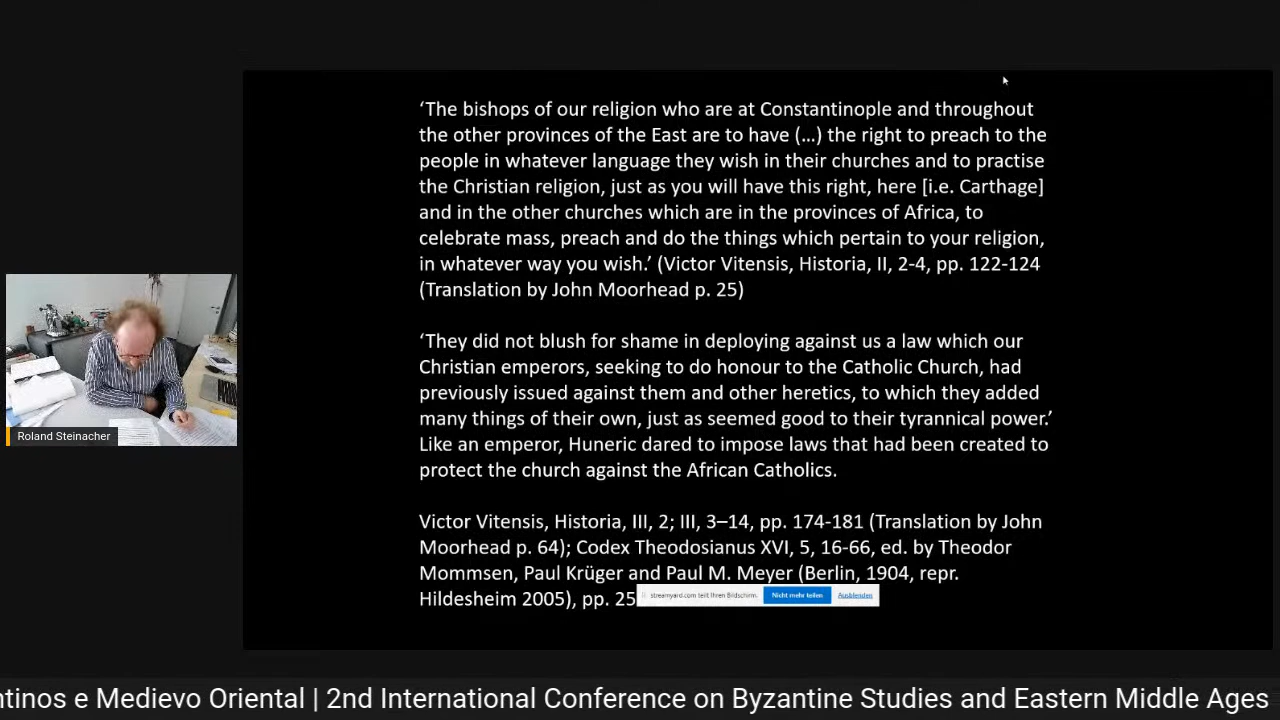 ‘The bishops of our religion who are at Constantinople and throughout
the other provinces of the East are to have (…) the right to preach to the
people in whatever language they wish in their churches and to practise
the Christian religion, just as you will have this right, here [i.e. Carthage]
and in the other churches which are in the provinces of Africa, to
celebrate mass, preach and do the things which pertain to your religion,
in whatever way you wish.’ (Victor Vitensis, Historia, II, 2-4, pp. 122-124
(Translation by John Moorhead p. 25)
‘They did not blush for shame in deploying against us a law which our
Christian emperors, seeking to do honour to the Catholic Church, had
previously issued against them and other heretics, to which they added
many things of their own, just as seemed good to their tyrannical power.’
Like an emperor, Huneric dared to impose laws that had been created to
protect the church against the African Catholics.
Victor Vitensis, Historia, III, 2; III, 3–14, pp. 174-181 (Translation by John
Moorhead p. 64); Codex Theodosianus XVI, 5, 16-66, ed. by Theodor
Mommsen, Paul Krüger and Paul M. Meyer (Berlin, 1904, repr.
Hildesheim 2005), pp. 25
streamyard.com teilt Ihren Bildschirm. Nicht mehr teilen Ausblenden
Roland Steinacher
ntinos e Medievo Oriental | 2nd International Conference on Byzantine Studies and Eastern Middle Ages